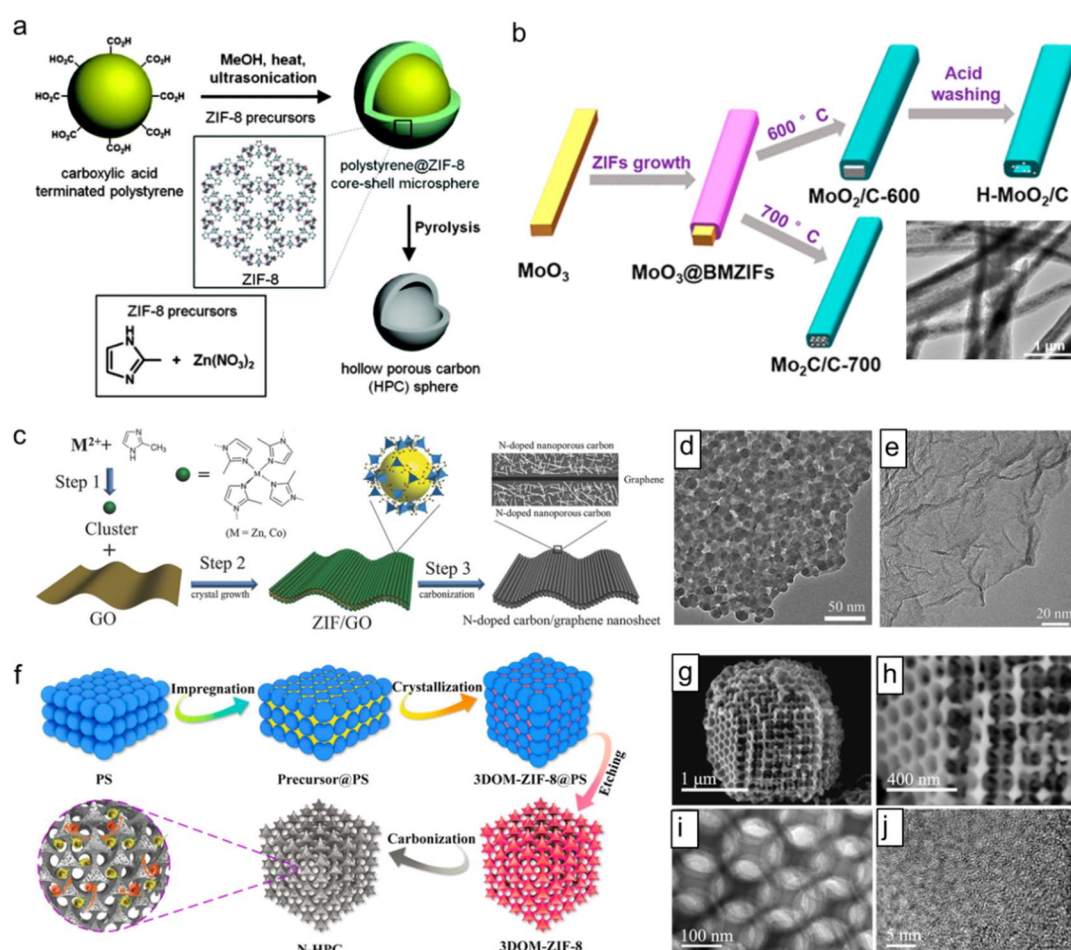 a
CO₂H
HO₂C
CO₂H
HO₂C
CO₂H
HO₂C
CO₂H
HO₂C
CO₂H
HO₂C
CO₂H
carboxylic acid
terminated polystyrene
MeOH, heat,
ultrasonication
ZIF-8 precursors
polystyrene@ZIF-8
core-shell microsphere
ZIF-8
Pyrolysis
ZIF-8 precursors
H
N
N
+ Zn(NO₃)₂
hollow porous carbon
(HPC) sphere
b
MoO₃
ZIFs growth
MoO₃@BMZIFs
600° C
700° C
MoO₂/C-600
Acid
washing
H-MoO₂/C
Mo₂C/C-700
1 μm
c
M²⁺+
N
HN
CH₃
Step 1
Cluster
+
GO
=
M
(M = Zn, Co)
Step 2
crystal growth
ZIF/GO
Step 3
carbonization
N-doped nanoporous carbon
Graphene
N-doped nanoporous carbon
N-doped carbon/graphene nanosheet
d
50 nm
e
20 nm
f
PS
Impregnation
Precursor@PS
Crystallization
3DOM-ZIF-8@PS
Etching
3DOM-ZIF-8
Carbonization
N-HPC
g
1 μm
h
400 nm
i
100 nm
j
5 nm